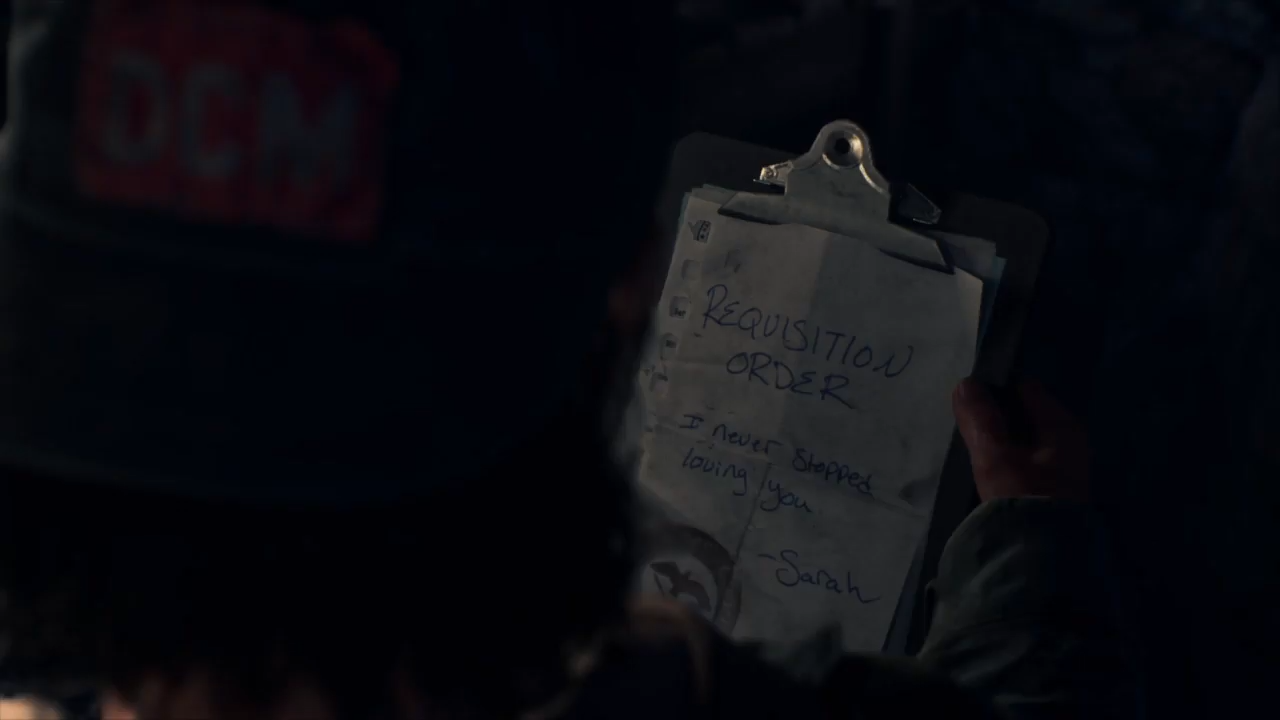 DCM
REQUISITION
ORDER
I never stopped
loving you
-Sarah